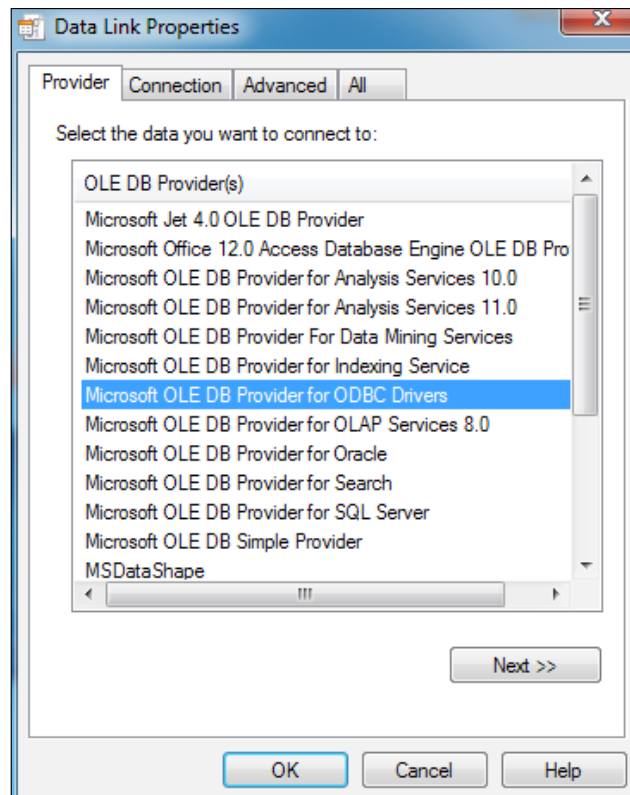 Data Link Properties
Provider Connection Advanced All
Select the data you want to connect to:
OLE DB Provider(s)
Microsoft Jet 4.0 OLE DB Provider
Microsoft Office 12.0 Access Database Engine OLE DB Pro
Microsoft OLE DB Provider for Analysis Services 10.0
Microsoft OLE DB Provider for Analysis Services 11.0
Microsoft OLE DB Provider For Data Mining Services
Microsoft OLE DB Provider for Indexing Service
Microsoft OLE DB Provider for ODBC Drivers
Microsoft OLE DB Provider for OLAP Services 8.0
Microsoft OLE DB Provider for Oracle
Microsoft OLE DB Provider for Search
Microsoft OLE DB Provider for SQL Server
Microsoft OLE DB Simple Provider
MSDataShape
Next >>
OK Cancel Help